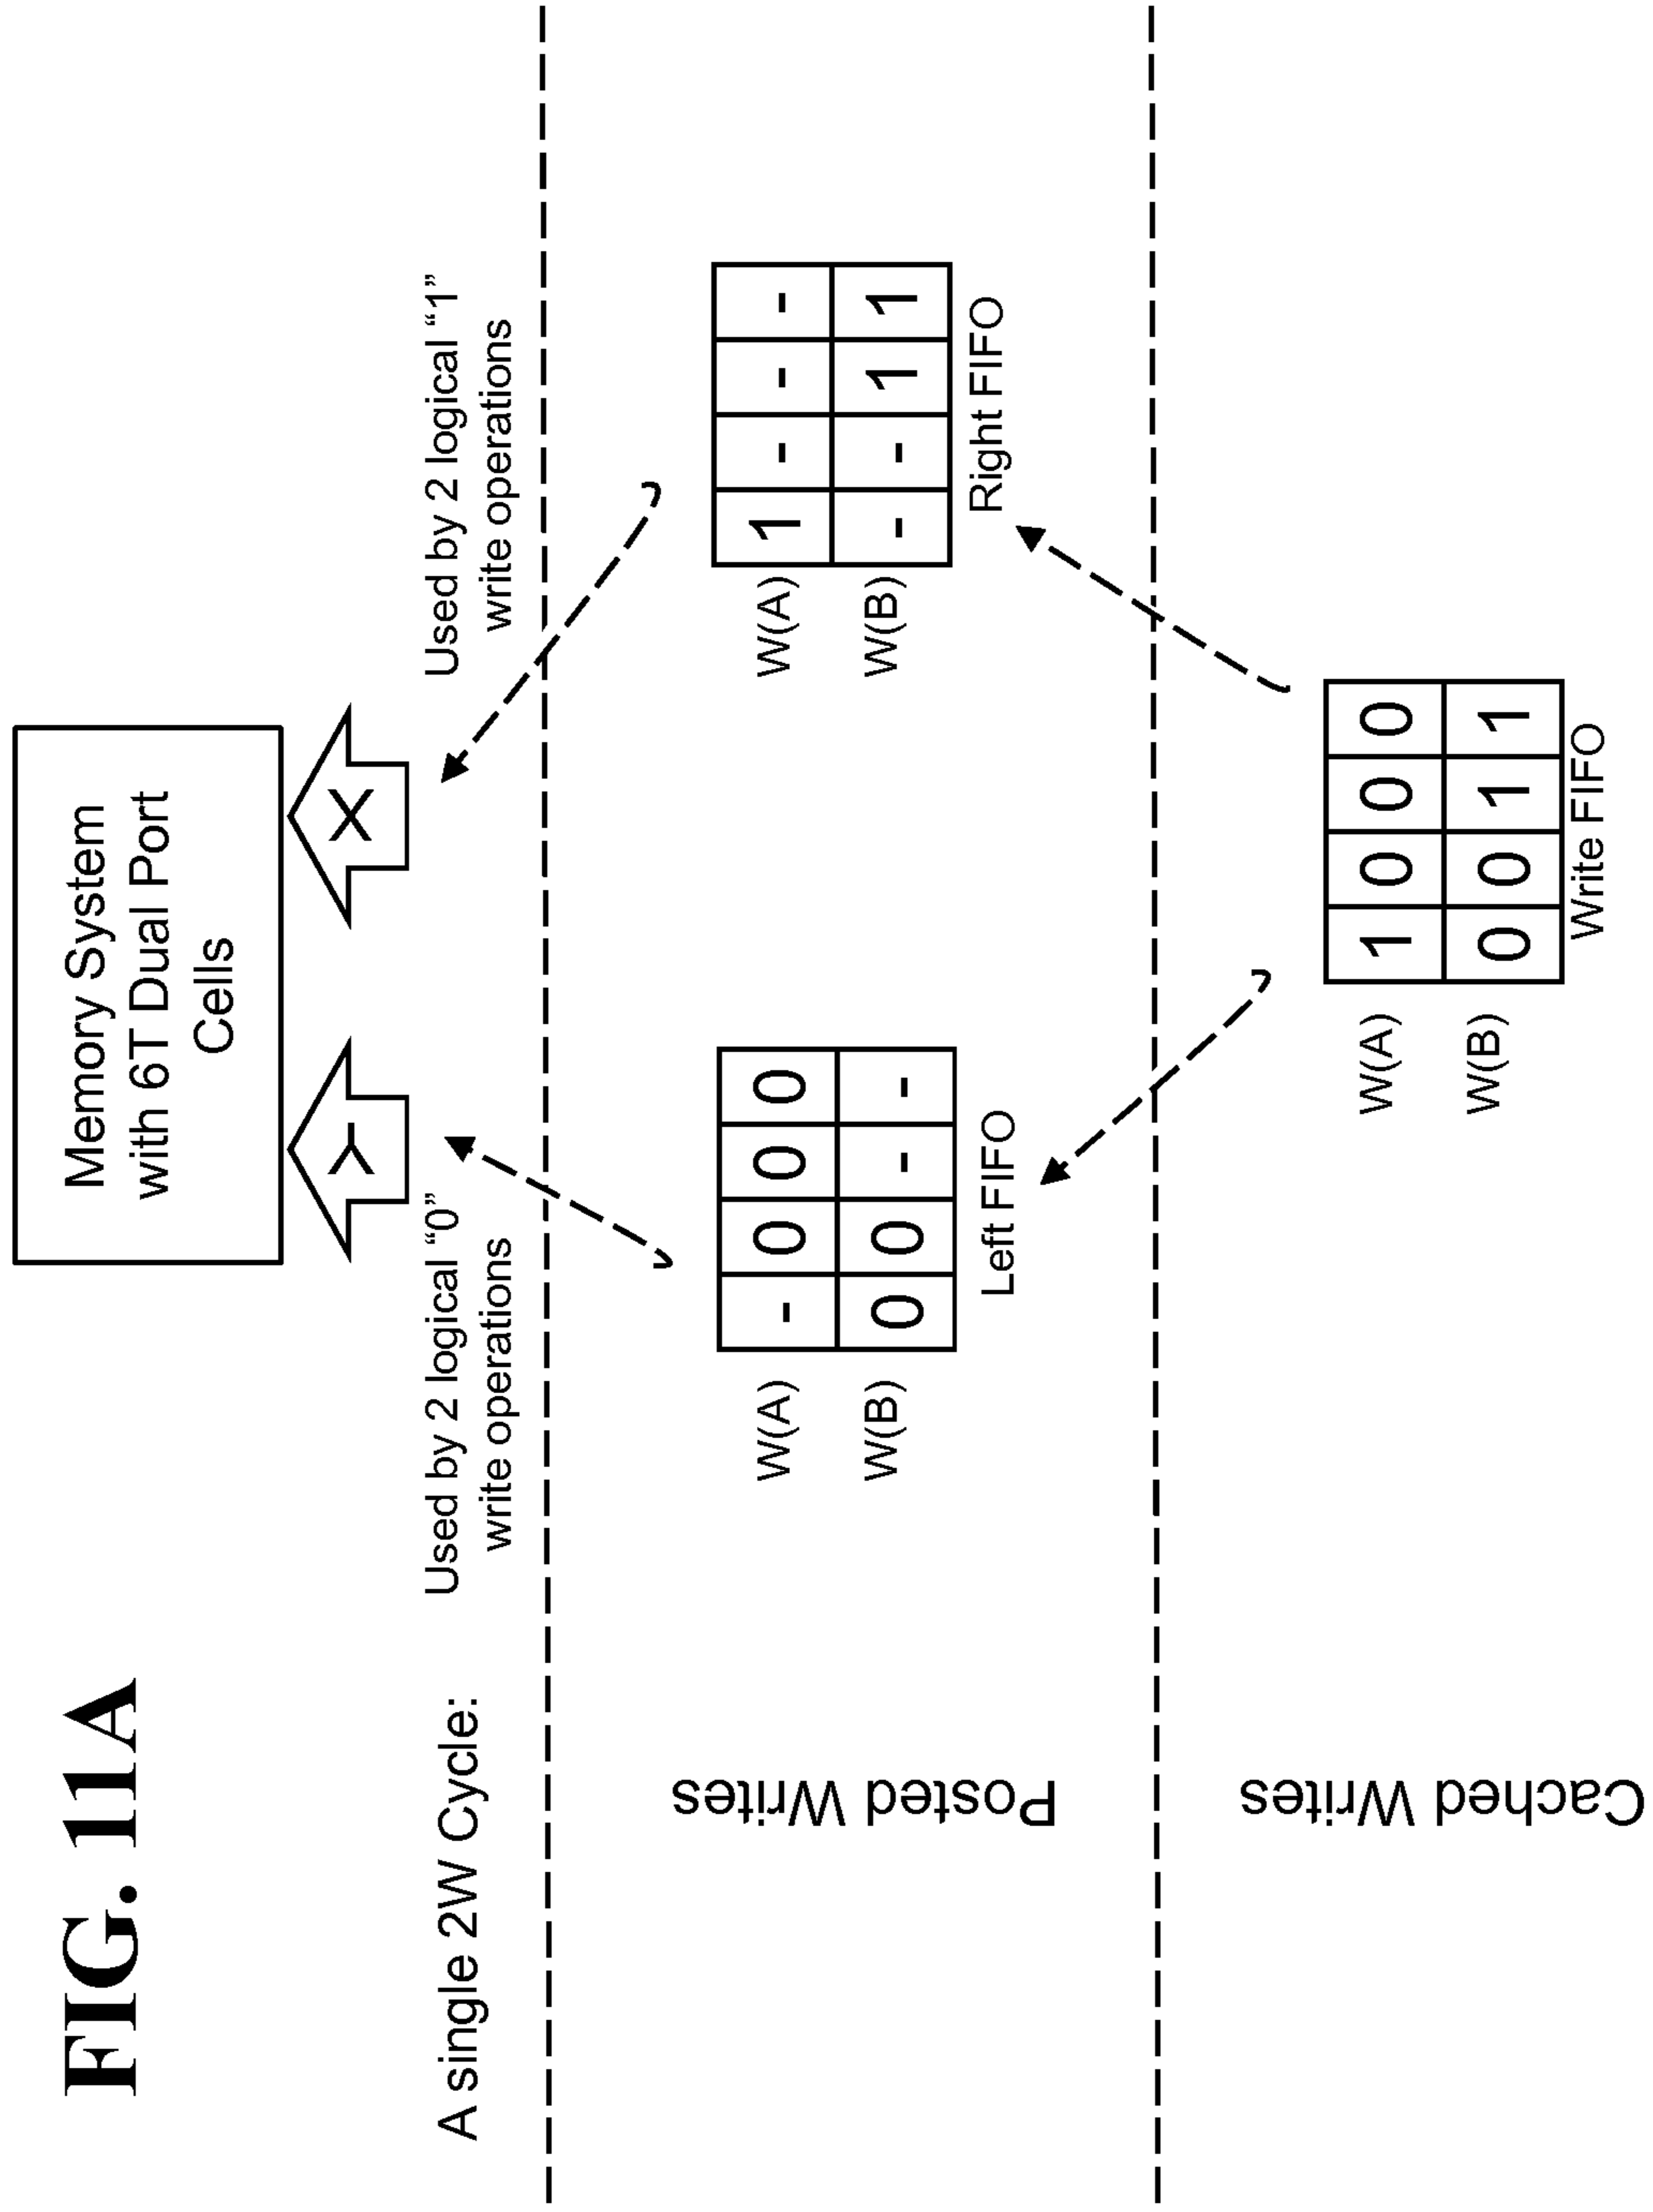 FIG. 11A
Memory System
with 6T Dual Port
Cells
Y
X
A single 2W Cycle:
Used by 2 logical “0”
write operations
Used by 2 logical “1”
write operations
Posted Writes
W(A) - 0 0 0
W(B) 0 0 - -
Left FIFO
W(A) 1 - - -
W(B) - - 1 1
Right FIFO
Cached Writes
W(A) 1 0 0 0
W(B) 0 0 1 1
Write FIFO